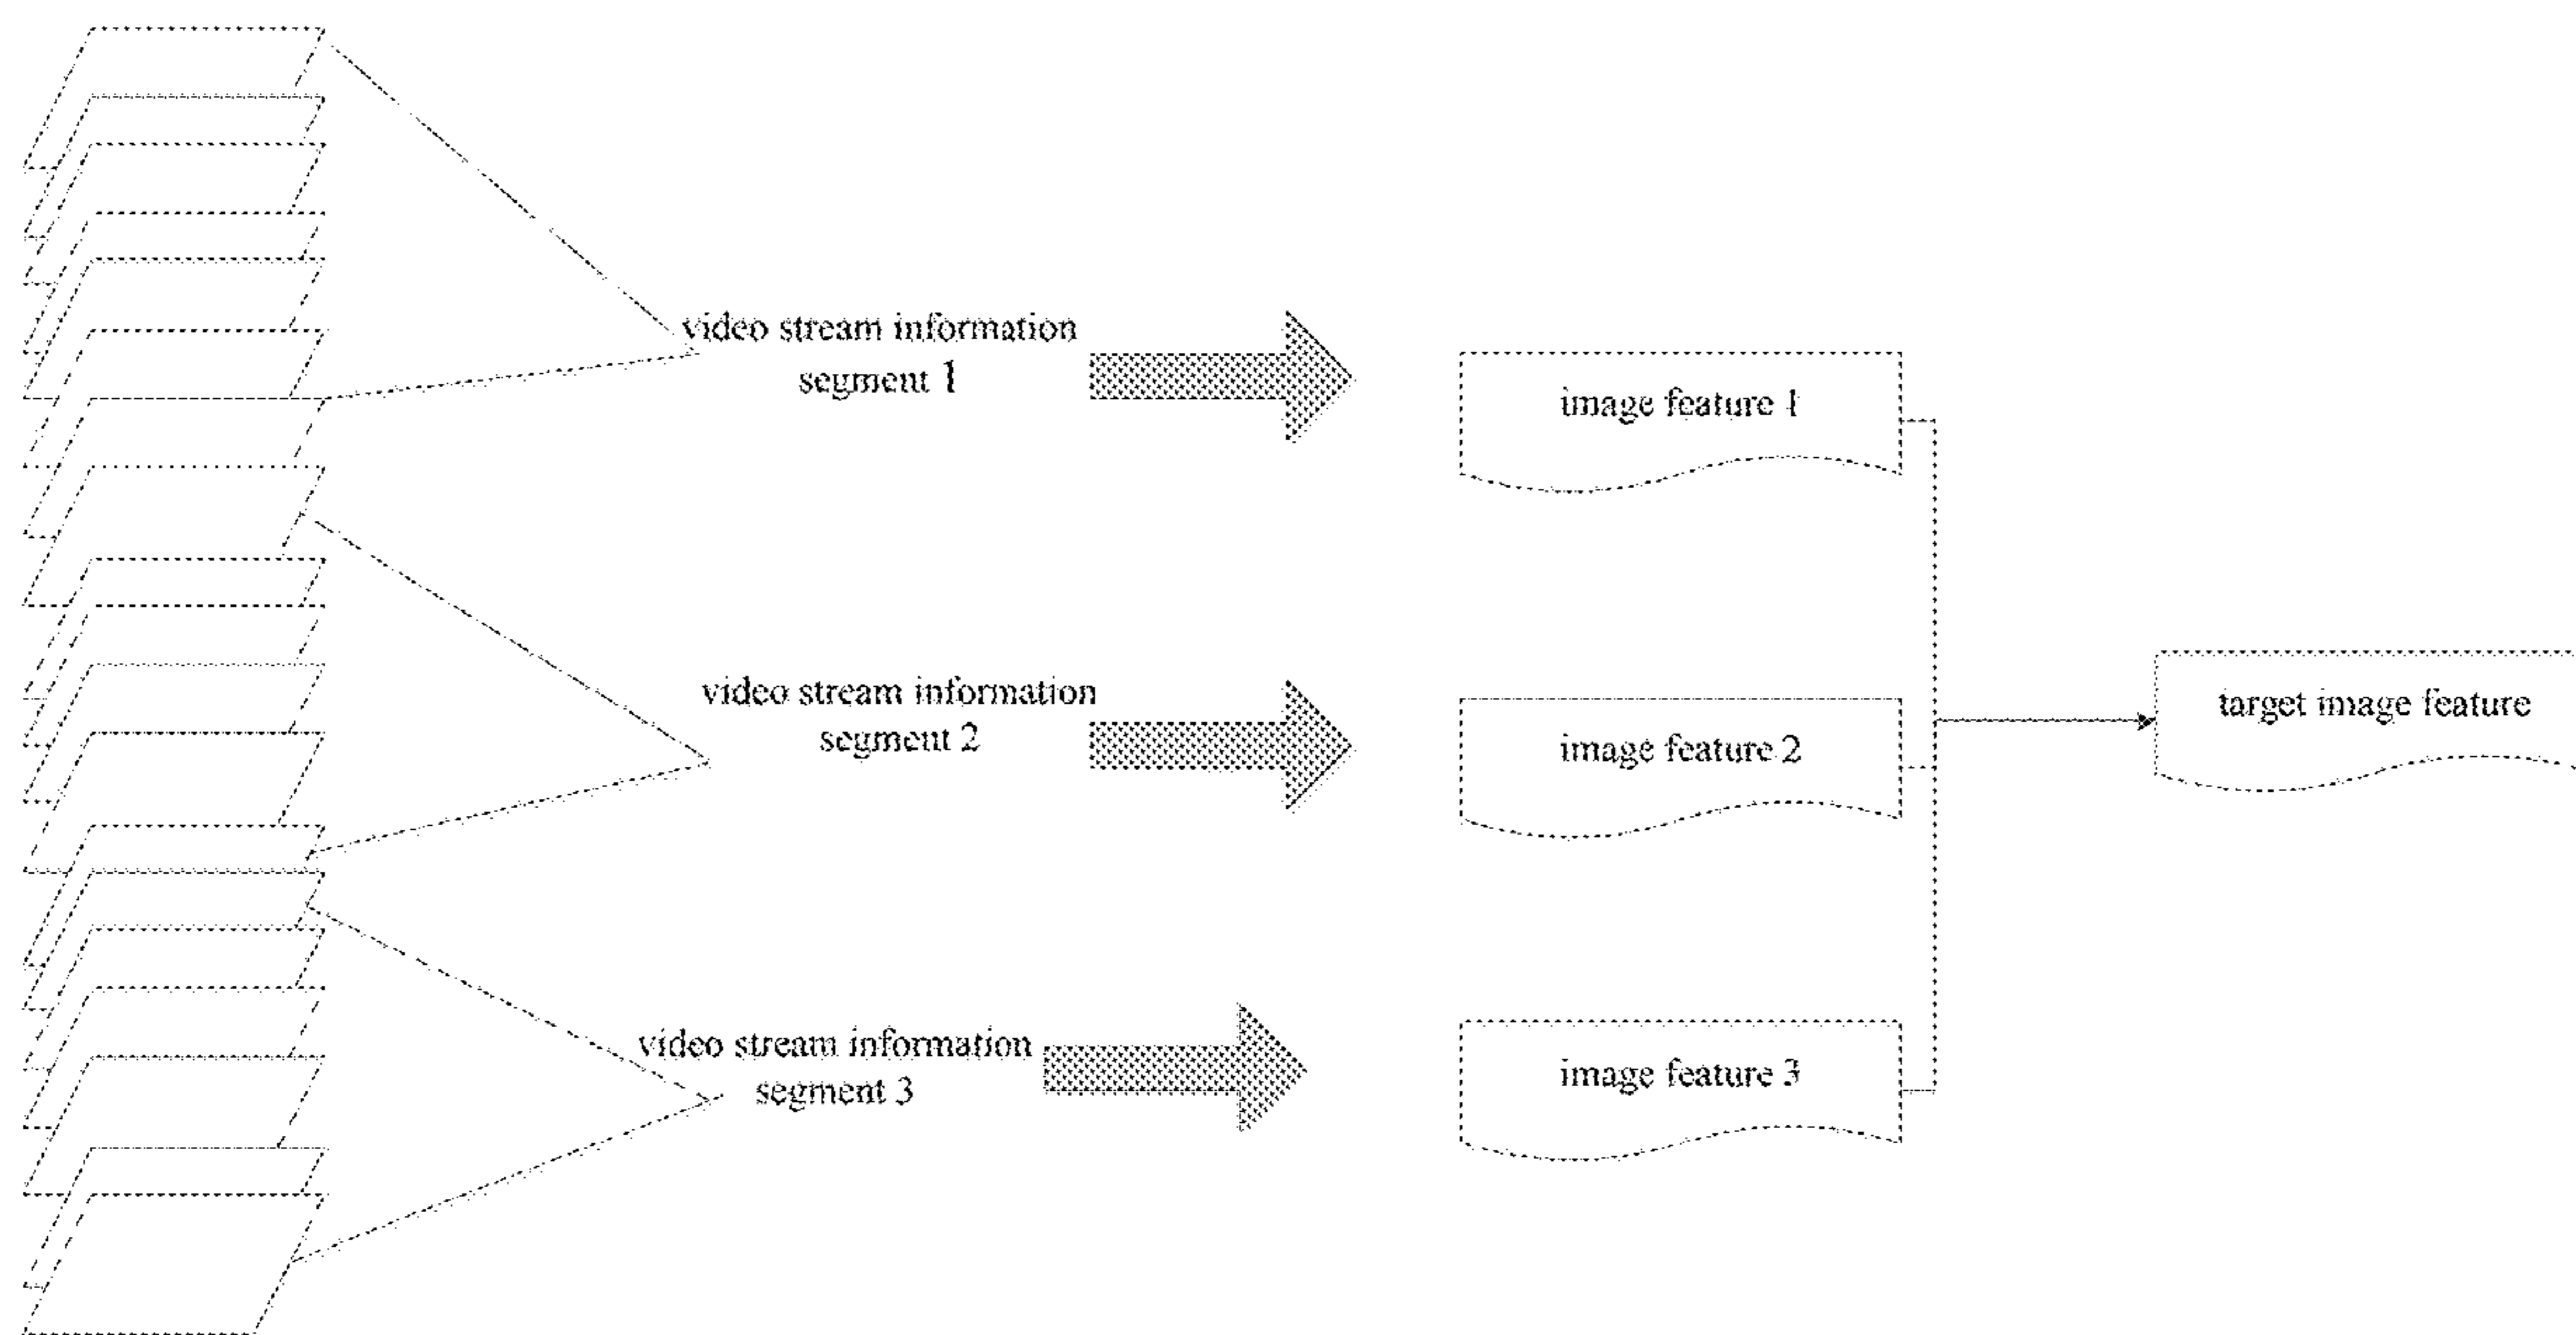 video stream information
segment 1
image feature 1
video stream information
segment 2
image feature 2
target image feature
video stream information
segment 3
image feature 3